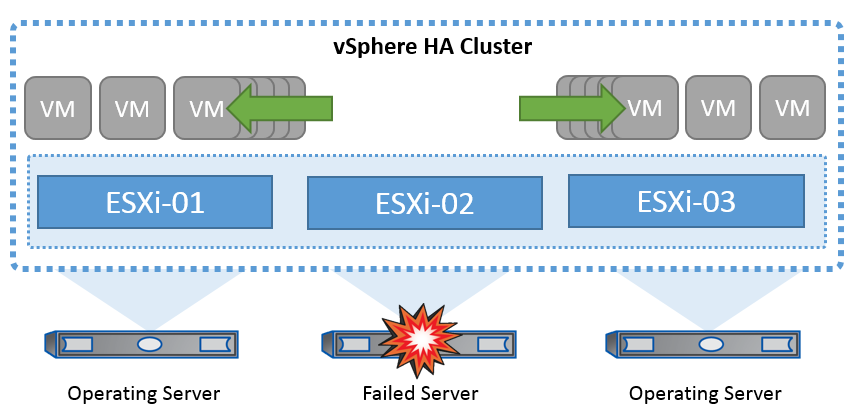 vSphere HA Cluster
VM VM VM VM VM VM
ESXi-01 ESXi-02 ESXi-03
Operating Server Failed Server Operating Server